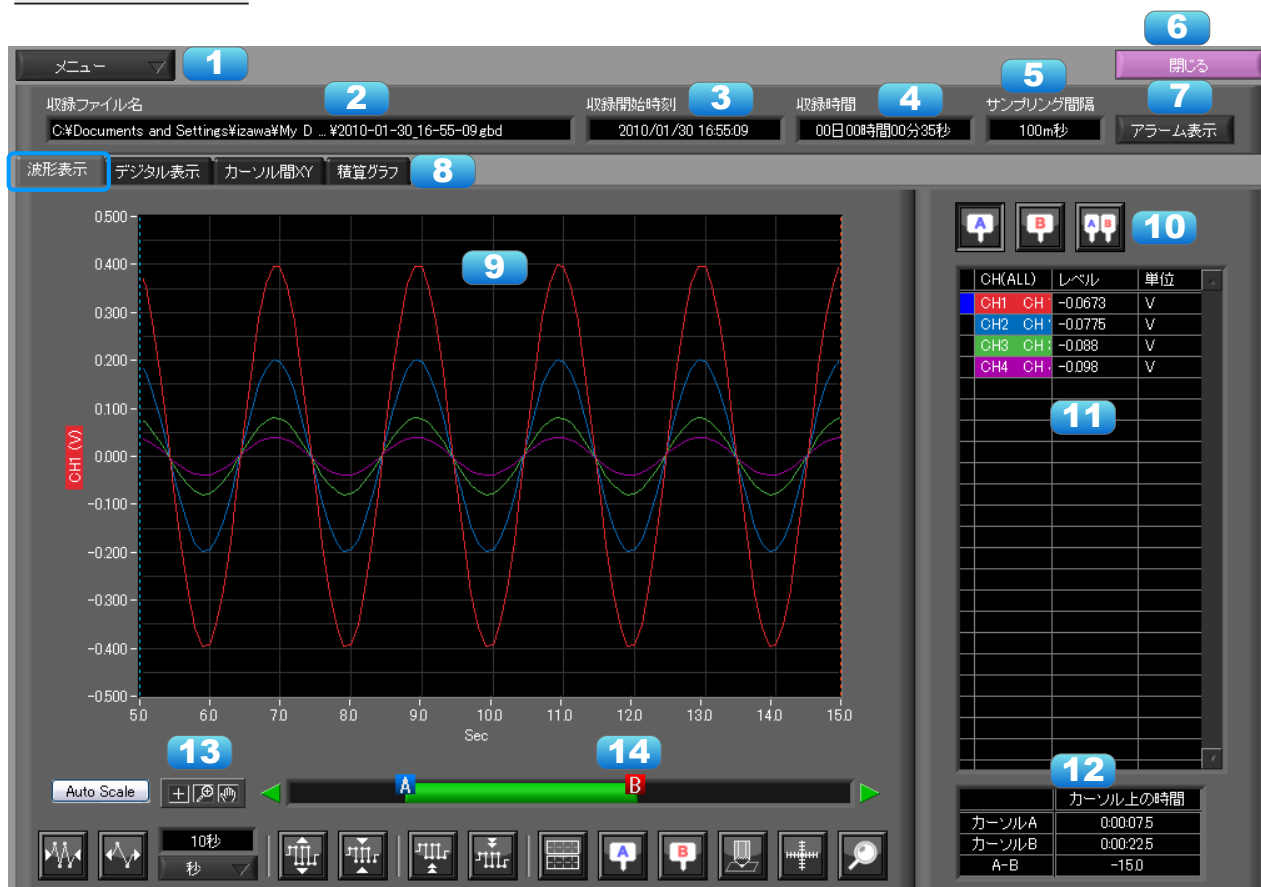 6
メニュー
1
閉じる
収録ファイル名
2
収録開始時刻
3
収録時間
4
5
サンプリング間隔
7
C:¥Documents and Settings¥izawa¥My D ... ¥2010-01-30_16-55-09.gbd
2010/01/30 16:55:09
00日00時間00分35秒
100m秒
アラーム表示
波形表示
デジタル表示
カーソル間XY
積算グラフ
8
A
B
A B
10
9
0.500
0.400
0.300
0.200
0.100
0.000
-0.100
-0.200
-0.300
-0.400
-0.500
CH1 (V)
5.0 6.0 7.0 8.0 9.0 10.0 11.0 12.0 13.0 14.0 15.0
Sec
CH(ALL) レベル 単位
CH1 CH -0.0673 V
CH2 CH -0.0775 V
CH3 CH -0.088 V
CH4 CH -0.098 V
11
13
14
Auto Scale
A
B
10秒
秒
A
B
12
カーソル上の時間
カーソルA 0:00:07.5
カーソルB 0:00:22.5
A-B -15.0